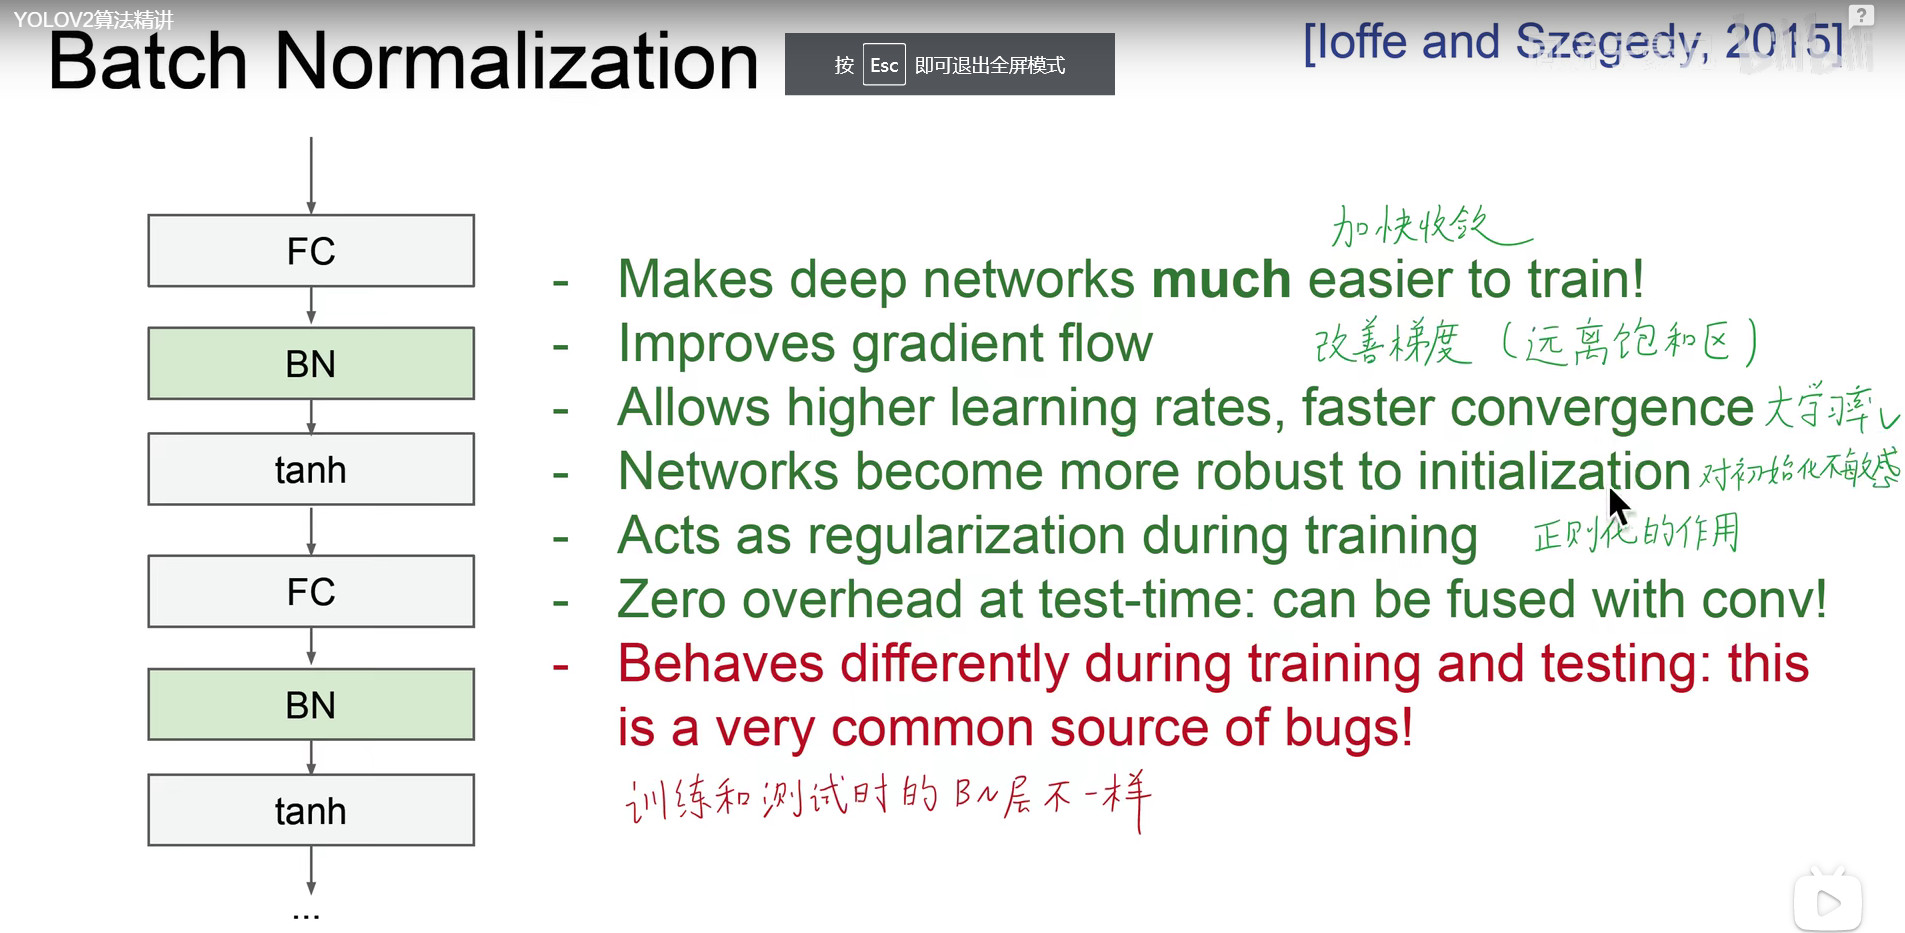 YOLOV2算法精讲
Batch Normalization
按 Esc 即可退出全屏模式
[Ioffe and Szegedy, 2015]
FC
BN
tanh
FC
BN
tanh
...
加快收敛
- Makes deep networks much easier to train!
- Improves gradient flow 改善梯度（远离饱和区）
- Allows higher learning rates, faster convergence 大学习率
- Networks become more robust to initialization 对初始化不敏感
- Acts as regularization during training 正则化的作用
- Zero overhead at test-time: can be fused with conv!
- Behaves differently during training and testing: this
is a very common source of bugs!
训练和测试时的BN层不一样